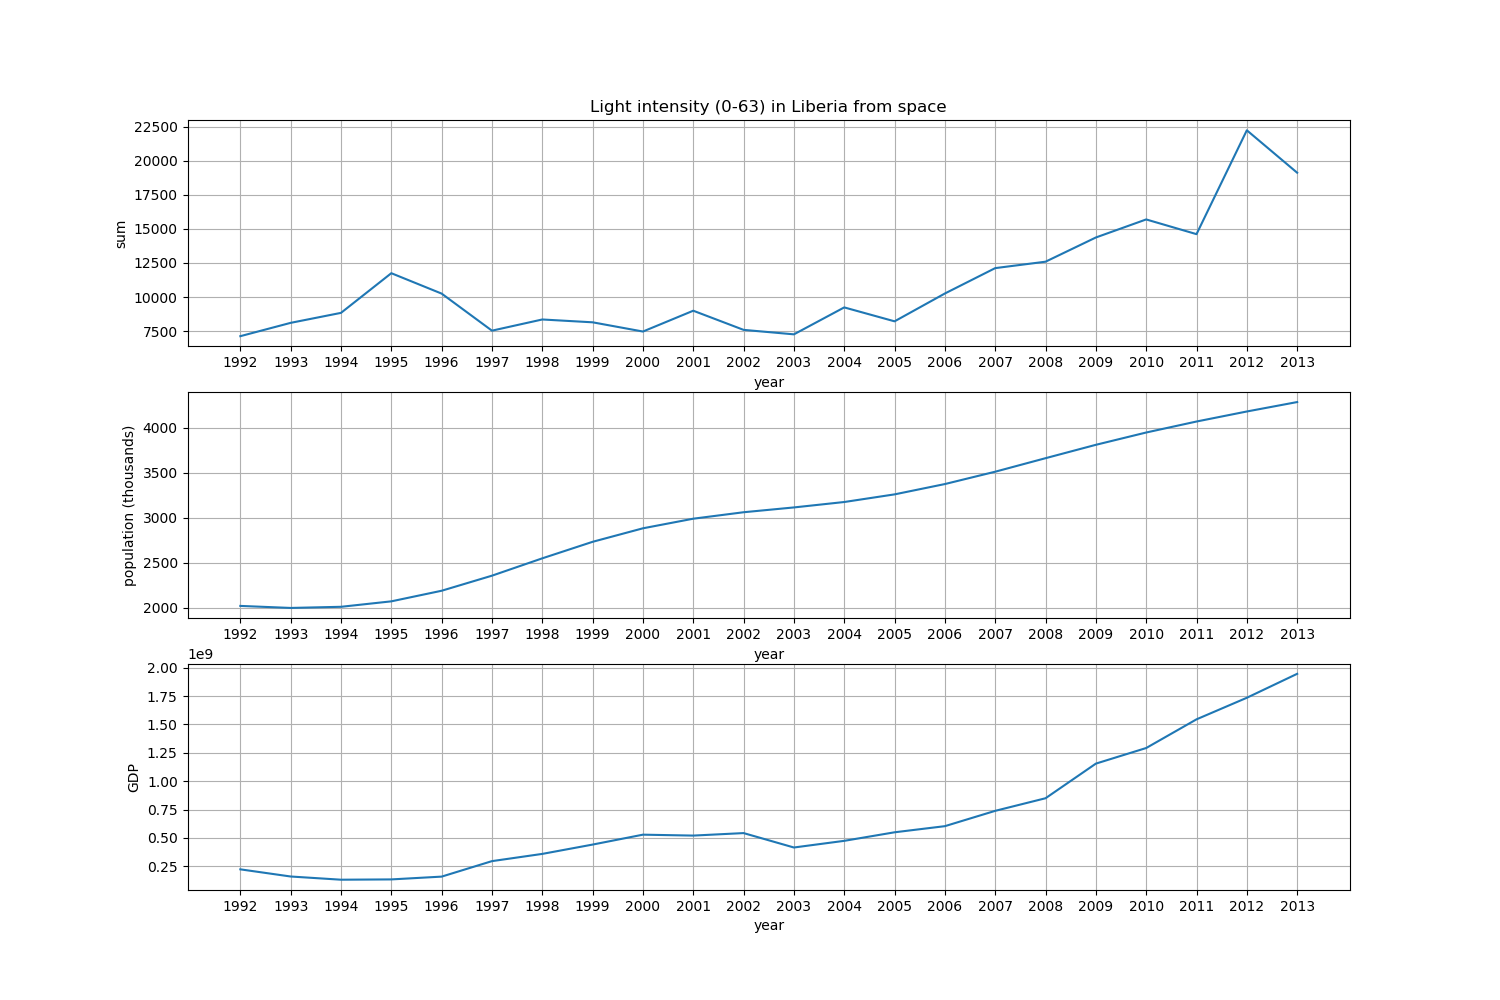 Light intensity (0-63) in Liberia from space
22500
20000
17500
15000
12500
10000
7500
sum
1992 1993 1994 1995 1996 1997 1998 1999 2000 2001 2002 2003 2004 2005 2006 2007 2008 2009 2010 2011 2012 2013
year
4000
3500
3000
2500
2000
population (thousands)
1992 1993 1994 1995 1996 1997 1998 1999 2000 2001 2002 2003 2004 2005 2006 2007 2008 2009 2010 2011 2012 2013
year
1e9
2.00
1.75
1.50
1.25
1.00
0.75
0.50
0.25
GDP
1992 1993 1994 1995 1996 1997 1998 1999 2000 2001 2002 2003 2004 2005 2006 2007 2008 2009 2010 2011 2012 2013
year